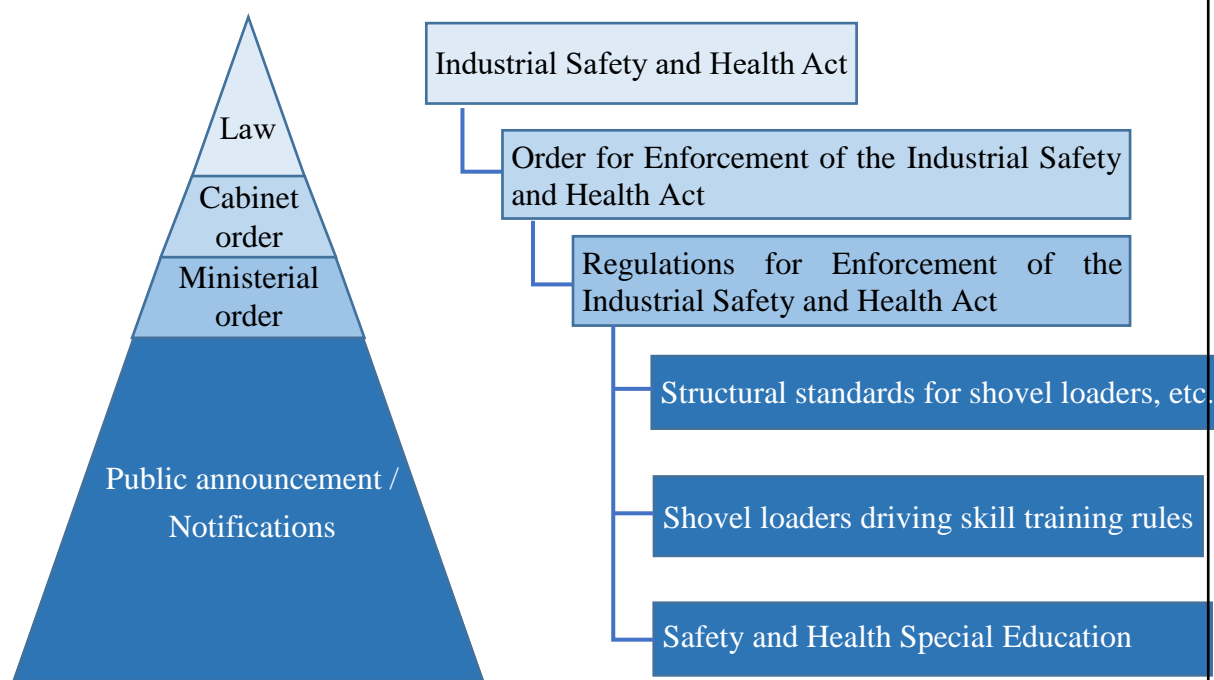 Law
Cabinet
order
Ministerial
order
Public announcement /
Notifications
Industrial Safety and Health Act
Order for Enforcement of the Industrial Safety
and Health Act
Regulations for Enforcement of the
Industrial Safety and Health Act
Structural standards for shovel loaders, etc.
Shovel loaders driving skill training rules
Safety and Health Special Education